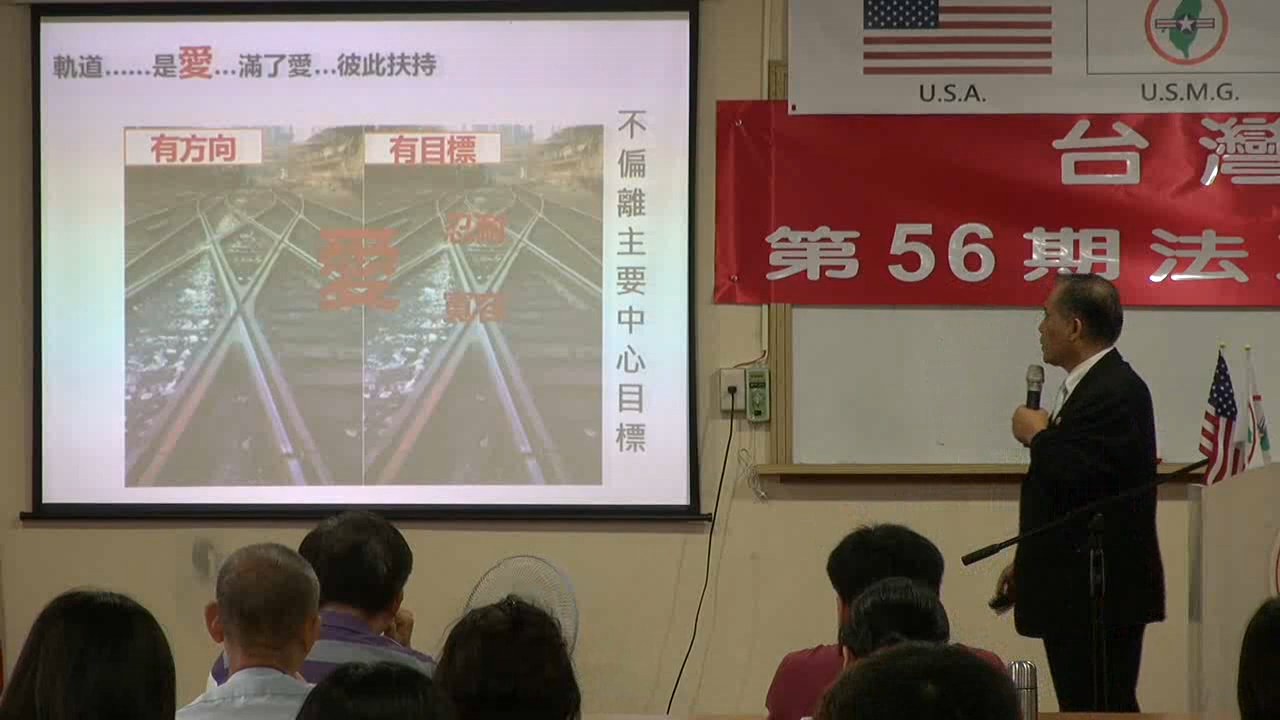 軌道......是愛...滿了愛...彼此扶持
有方向
有目標
愛
忍耐
寬容
不偏離主要中心目標
U.S.A.
U.S.M.G.
台灣
第56期法